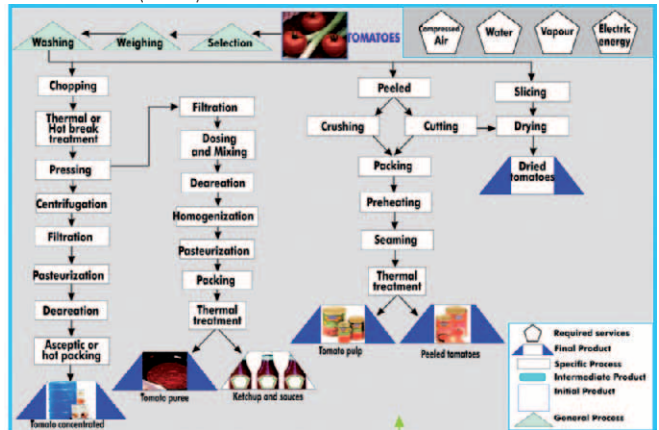 TOMATOES
Selection
Weighing
Washing
Compressed
Air
Water
Vapour
Electric
energy
Chopping
Thermal or
Hot break
treatment
Pressing
Centrifugation
Filtration
Pasteurization
Deareation
Asceptic or
hot packing
Tomato concentrated
Filtration
Dosing
and Mixing
Deareation
Homogenization
Pasteurization
Packing
Thermal
treatment
Tomato puree
Ketchup and sauces
Peeled
Crushing
Cutting
Packing
Preheating
Seaming
Thermal
treatment
Tomato pulp
Peeled tomatoes
Slicing
Drying
Dried
tomatoes
Required services
Final Product
Specific Process
Intermediate Product
Initial Product
General Process